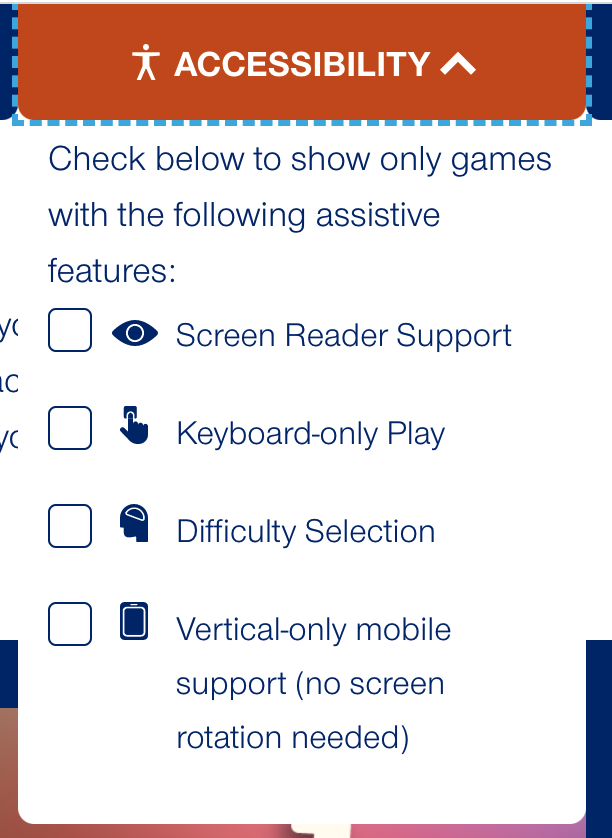 ACCESSIBILITY
Check below to show only games
with the following assistive
features:
Screen Reader Support
Keyboard-only Play
Difficulty Selection
Vertical-only mobile
support (no screen
rotation needed)